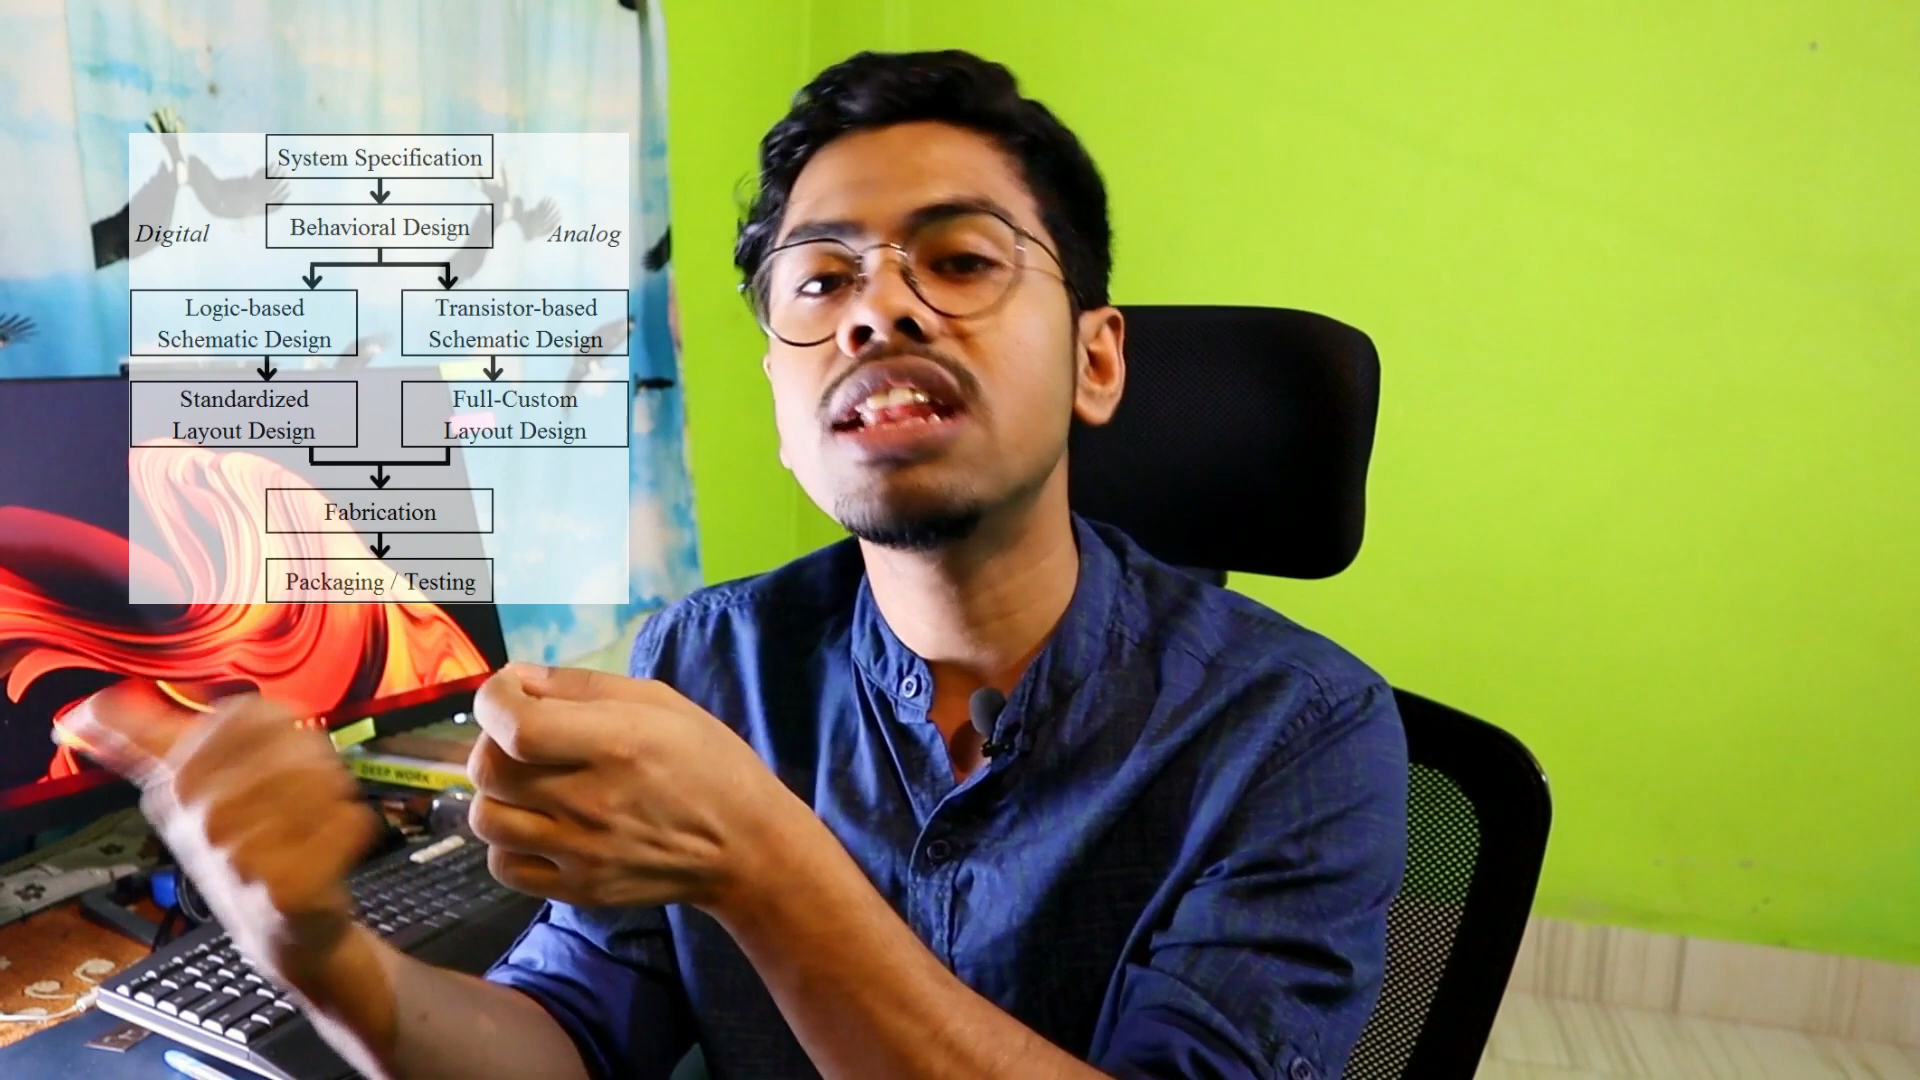 System Specification
Behavioral Design
Digital
Analog
Logic-based
Schematic Design
Transistor-based
Schematic Design
Standardized
Layout Design
Full-Custom
Layout Design
Fabrication
Packaging / Testing
DEEP WORK